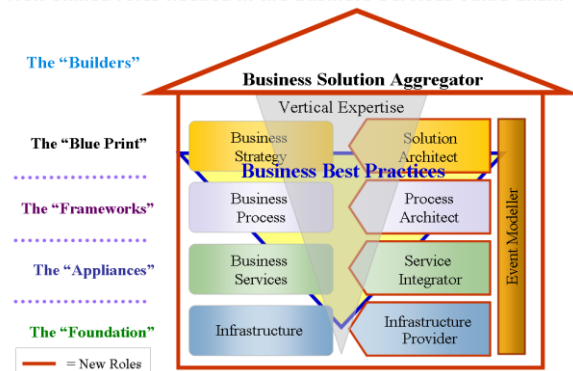 The “Builders”
Business Solution Aggregator
Vertical Expertise
The “Blue Print”
Business
Strategy
Solution
Architect
Business Best Practices
The “Frameworks”
Business
Process
Process
Architect
Event Modeller
The “Appliances”
Business
Services
Service
Integrator
The “Foundation”
Infrastructure
Infrastructure
Provider
= New Roles